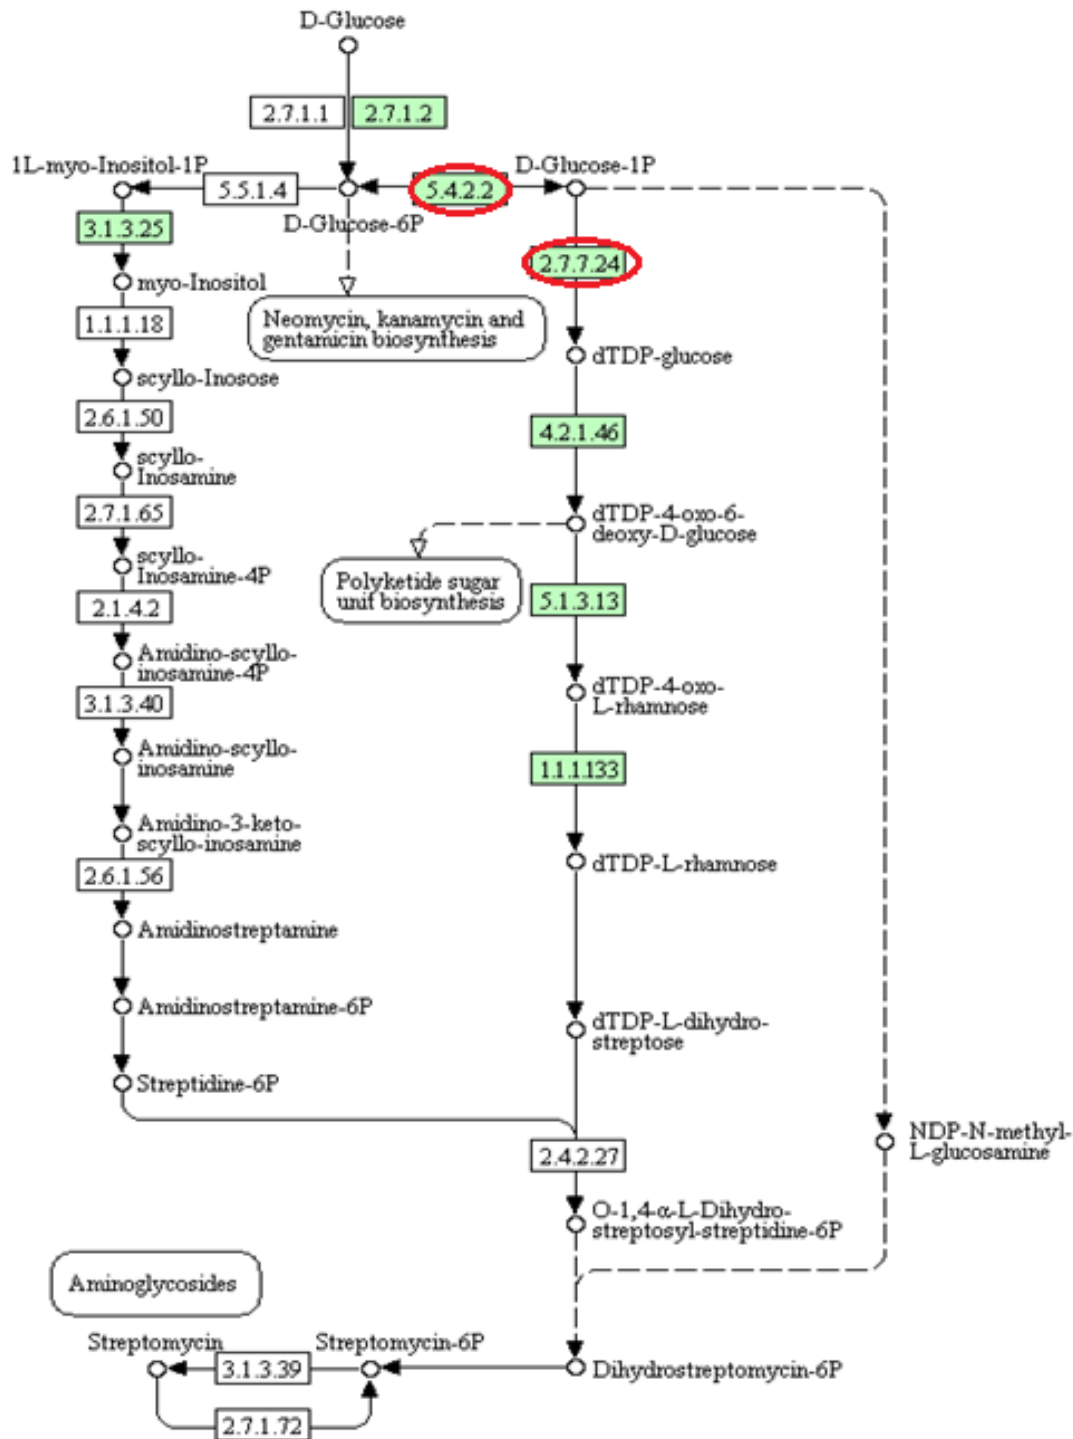 D-Glucose
2.7.1.1
2.7.1.2
1L-myo-Inositol-1P
5.5.1.4
D-Glucose-6P
5.4.2.2
D-Glucose-1P
3.1.3.25
2.7.7.24
myo-Inositol
Neomycin, kanamycin and
gentamicin biosynthesis
1.1.1.18
dTDP-glucose
scyllo-Inosose
2.6.1.50
4.2.1.46
scyllo-
Inosamine
2.7.1.65
dTDP-4-oxo-6-
deoxy-D-glucose
scyllo-
Inosamine-4P
Polyketide sugar
unit biosynthesis
2.1.4.2
5.1.3.13
Amidino-scyllo-
inosamine-4P
3.1.3.40
dTDP-4-oxo-
L-rhamnose
Amidino-scyllo-
inosamine
1.1.1.133
Amidino-3-keto-
scyllo-inosamine
dTDP-L-rhamnose
2.6.1.56
Amidinostreptamine
Amidinostreptamine-6P
dTDP-L-dihydro-
streptose
Streptidine-6P
2.4.2.27
NDP-N-methyl-
L-glucosamine
O-1,4-α-L-Dihydro-
streptosyl-streptidine-6P
Aminoglycosides
Streptomycin
Streptomycin-6P
3.1.3.39
Dihydrostreptomycin-6P
2.7.1.72